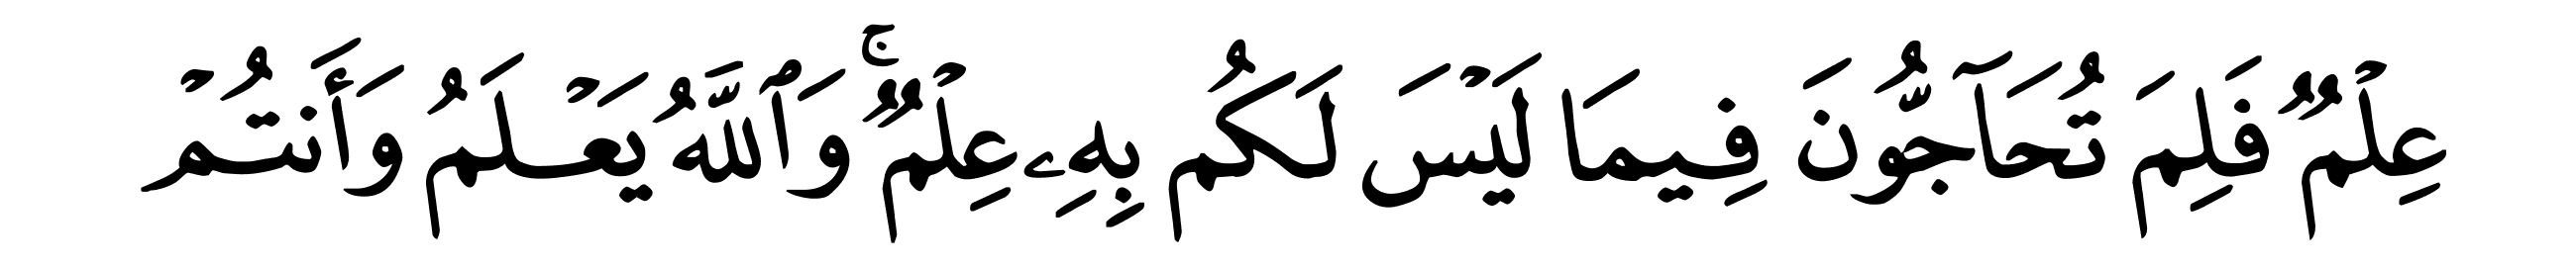 عِلْمٌ فَلِمَ تُحَآجُّونَ فِيمَا لَيْسَ لَكُم بِهِۦ عِلْمٌ ۚ وَٱللَّهُ يَعْلَمُ وَأَنتُمْ